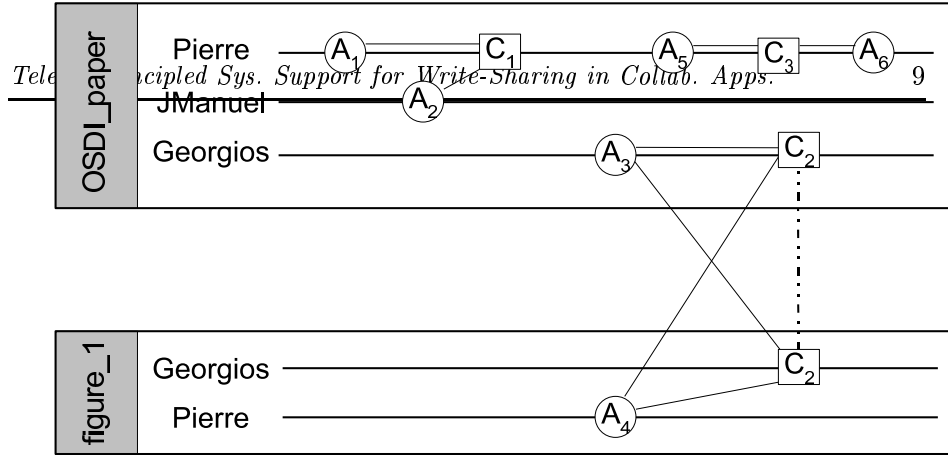 OSDI_paper
Pierre A1 C1 A5 C3 A6
Tele ncipled Sys. Support for Write-Sharing in Collab. Apps. 9
JManuel A2
Georgios A3 C2
figure_1
Georgios C2
Pierre A4